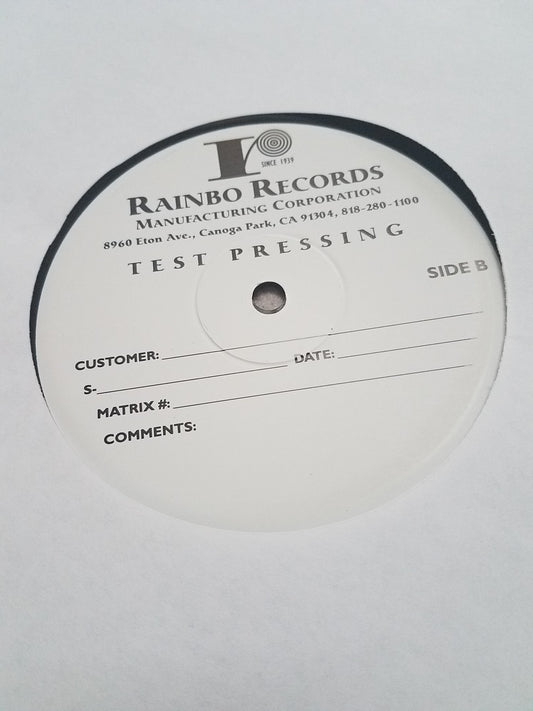 r
SINCE 1939
RAINBO RECORDS
MANUFACTURING CORPORATION
8960 Eton Ave., Canoga Park, CA 91304, 818-280-1100
TEST PRESSING
SIDE B
CUSTOMER:
S- DATE:
MATRIX #:
COMMENTS: